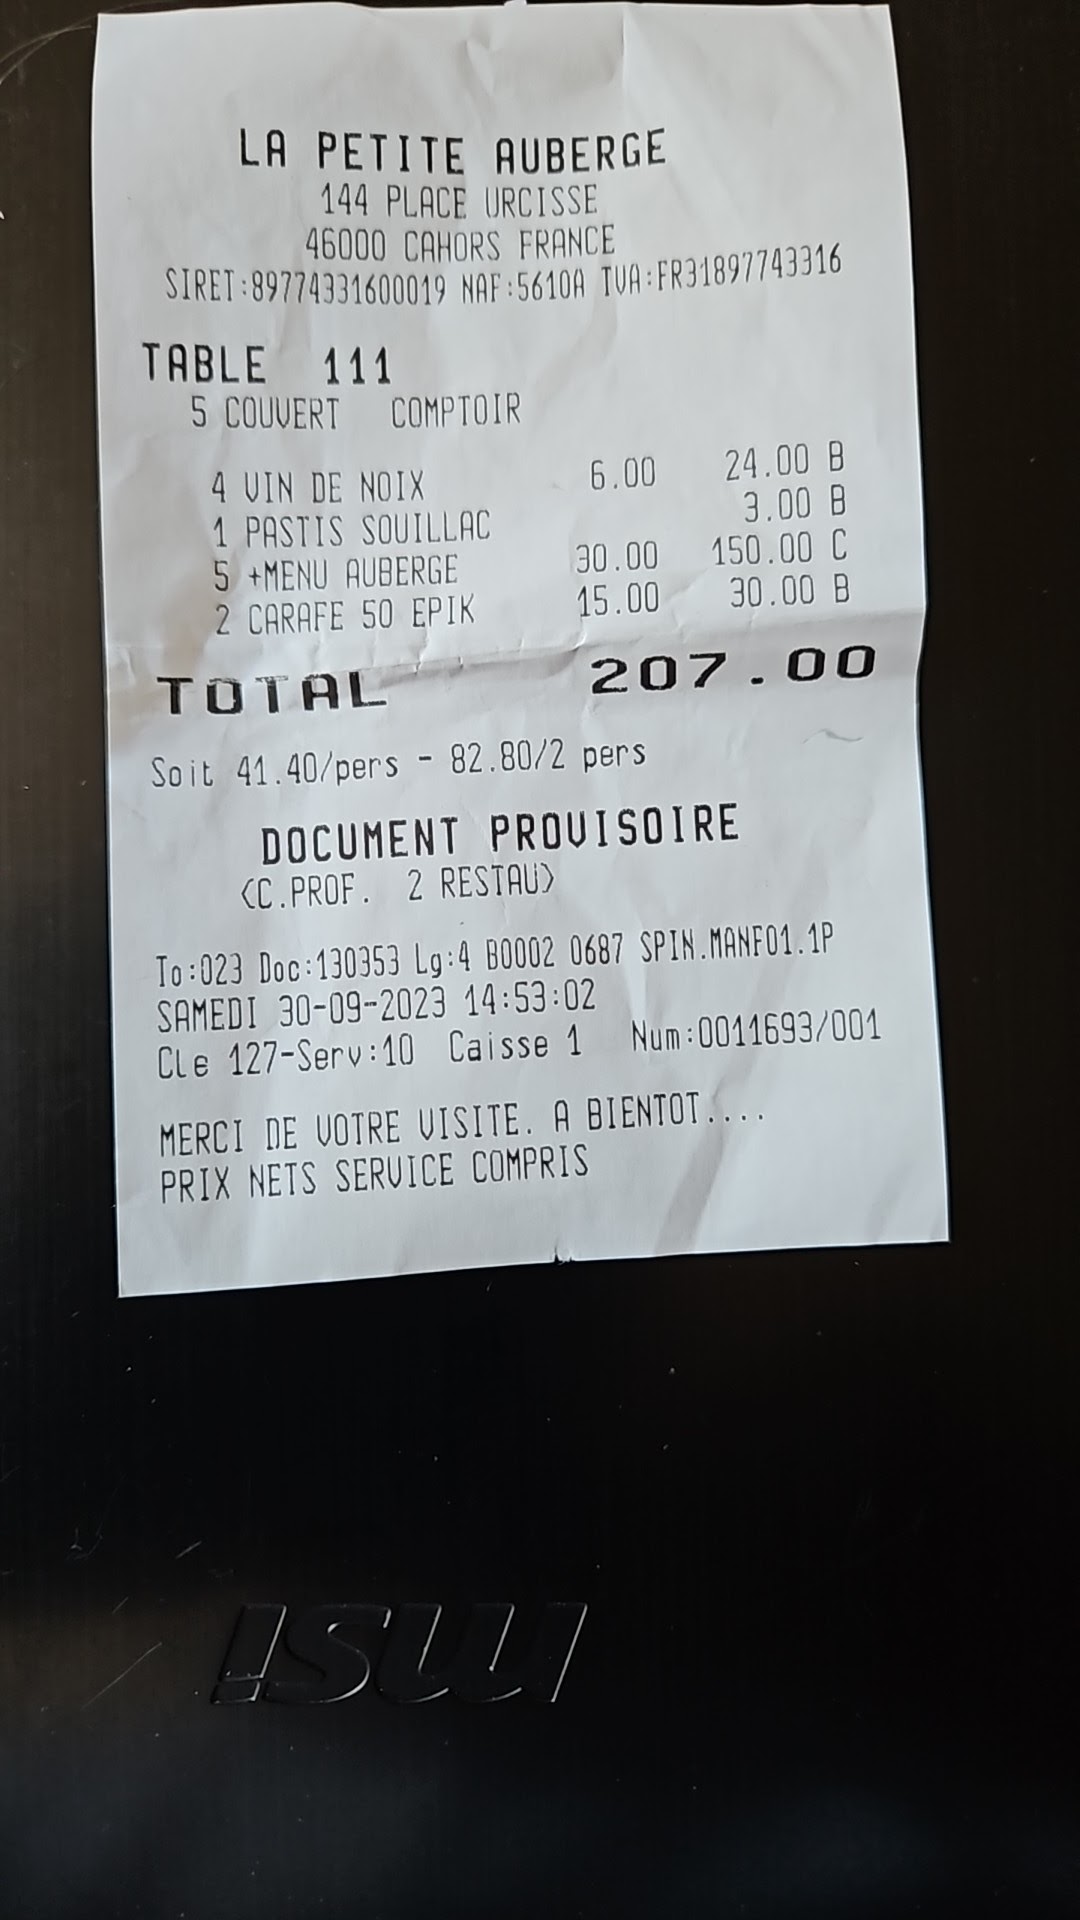 LA PETITE AUBERGE
144 PLACE URCISSE
46000 CAHORS FRANCE
SIRET:89774331600019 NAF:5610A TVA:FR31897743316
TABLE 111
5 COUVERT COMPTOIR
4 VIN DE NOIX 6.00 24.00 B
1 PASTIS SOUILLAC 3.00 B
5 +MENU AUBERGE 30.00 150.00 C
2 CARAFE 50 EPIK 15.00 30.00 B
TOTAL 207.00
Soit 41.40/pers - 82.80/2 pers
DOCUMENT PROVISOIRE
(C.PROF. 2 RESTAU)
To:023 Doc:130353 Lg:4 B0002 0687 SPIN.MANF01.1P
SAMEDI 30-09-2023 14:53:02
Cle 127-Serv:10 Caisse 1 Num:0011693/001
MERCI DE VOTRE VISITE. A BIENTOT....
PRIX NETS SERVICE COMPRIS
msi